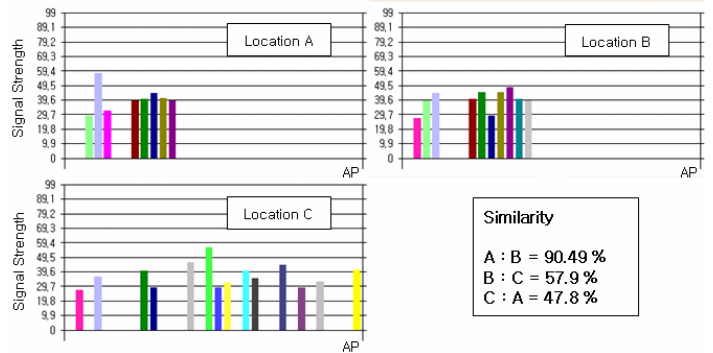 99
89,1
79,2
69,3
59,4
49,5
39,6
29,7
19,8
9,9
0
Signal Strength
Location A
AP
99
89,1
79,2
69,3
59,4
49,5
39,6
29,7
19,8
9,9
0
Location B
AP
99
89,1
79,2
69,3
59,4
49,5
39,6
29,7
19,8
9,9
0
Signal Strength
Location C
AP
Similarity
A : B = 90.49 %
B : C = 57.9 %
C : A = 47.8 %